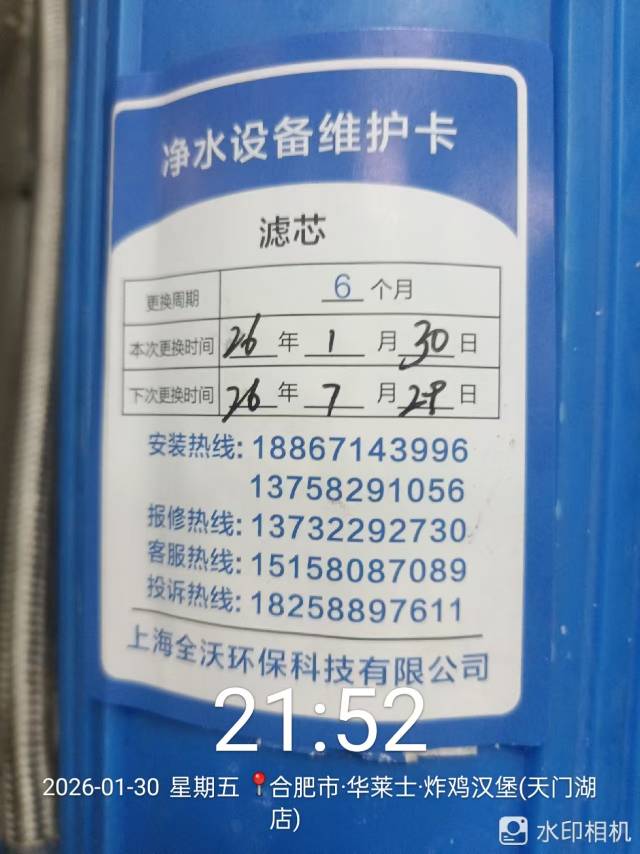 净水设备维护卡
滤芯
更换周期 6 个月
本次更换时间 26 年 1 月 30 日
下次更换时间 26 年 7 月 29 日
安装热线: 18867143996
13758291056
报修热线: 13732292730
客服热线: 15158087089
投诉热线: 18258897611
上海全沃环保科技有限公司
21:52
2026-01-30 星期五 📍合肥市·华莱士·炸鸡汉堡(天门湖
店)
水印相机